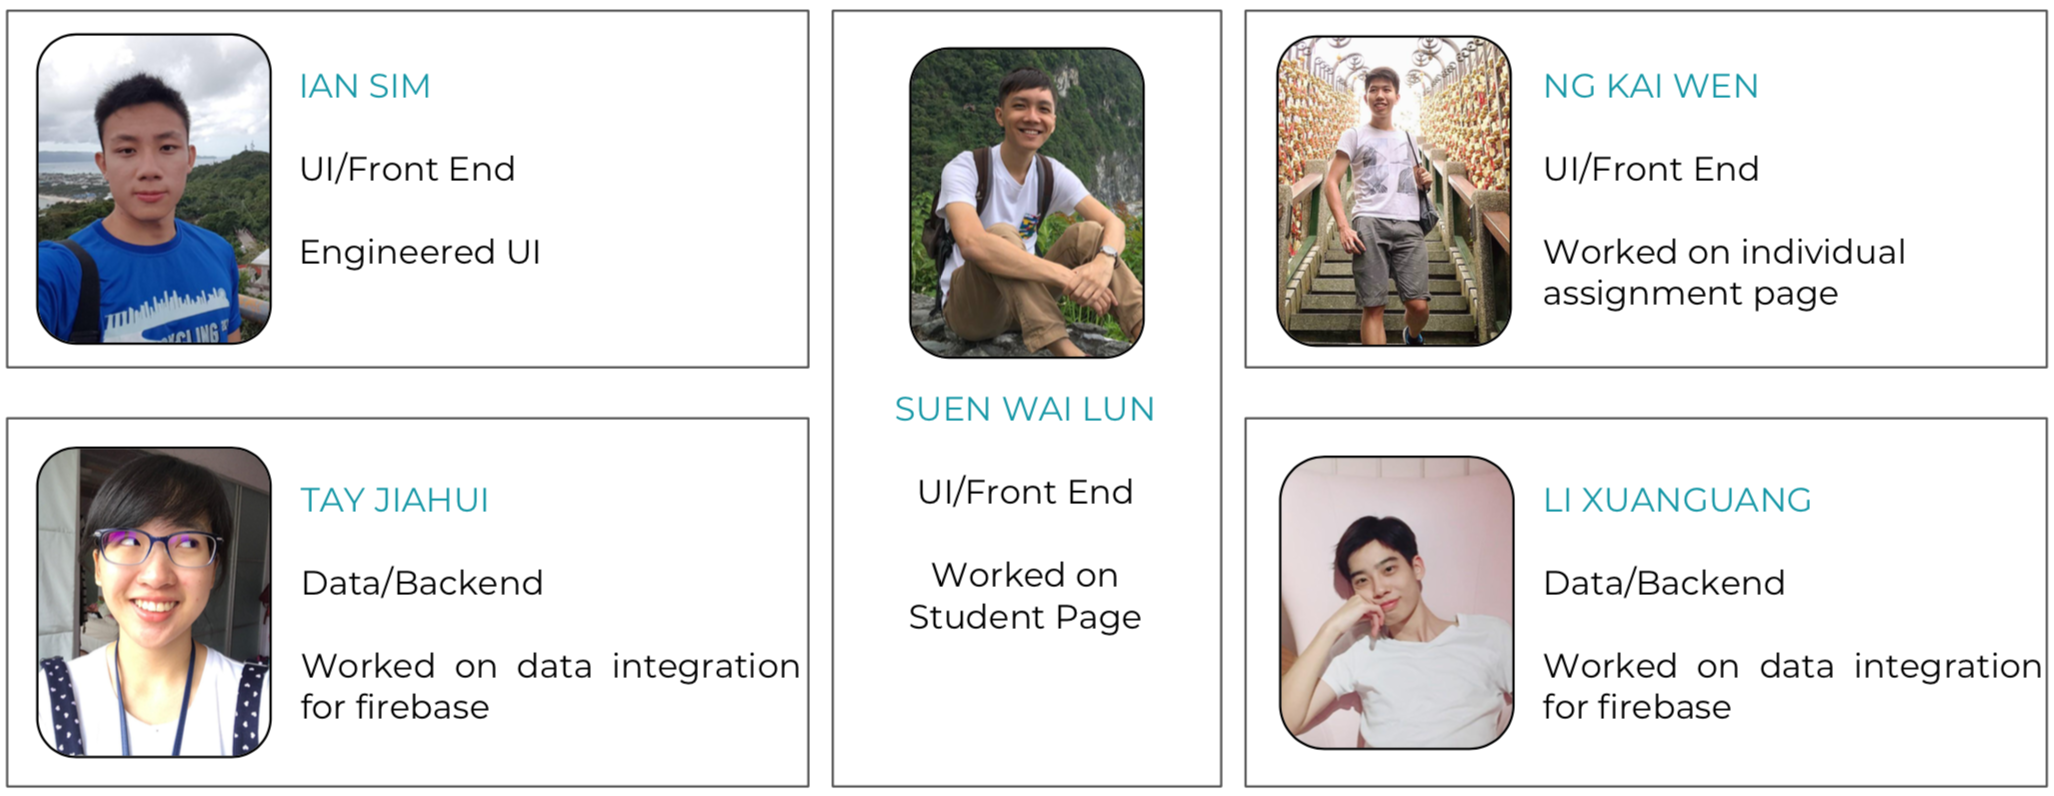 IAN SIM
UI/Front End
Engineered UI
TAY JIAHUI
Data/Backend
Worked on data integration
for firebase
SUEN WAI LUN
UI/Front End
Worked on
Student Page
NG KAI WEN
UI/Front End
Worked on individual
assignment page
LI XUANGUANG
Data/Backend
Worked on data integration
for firebase